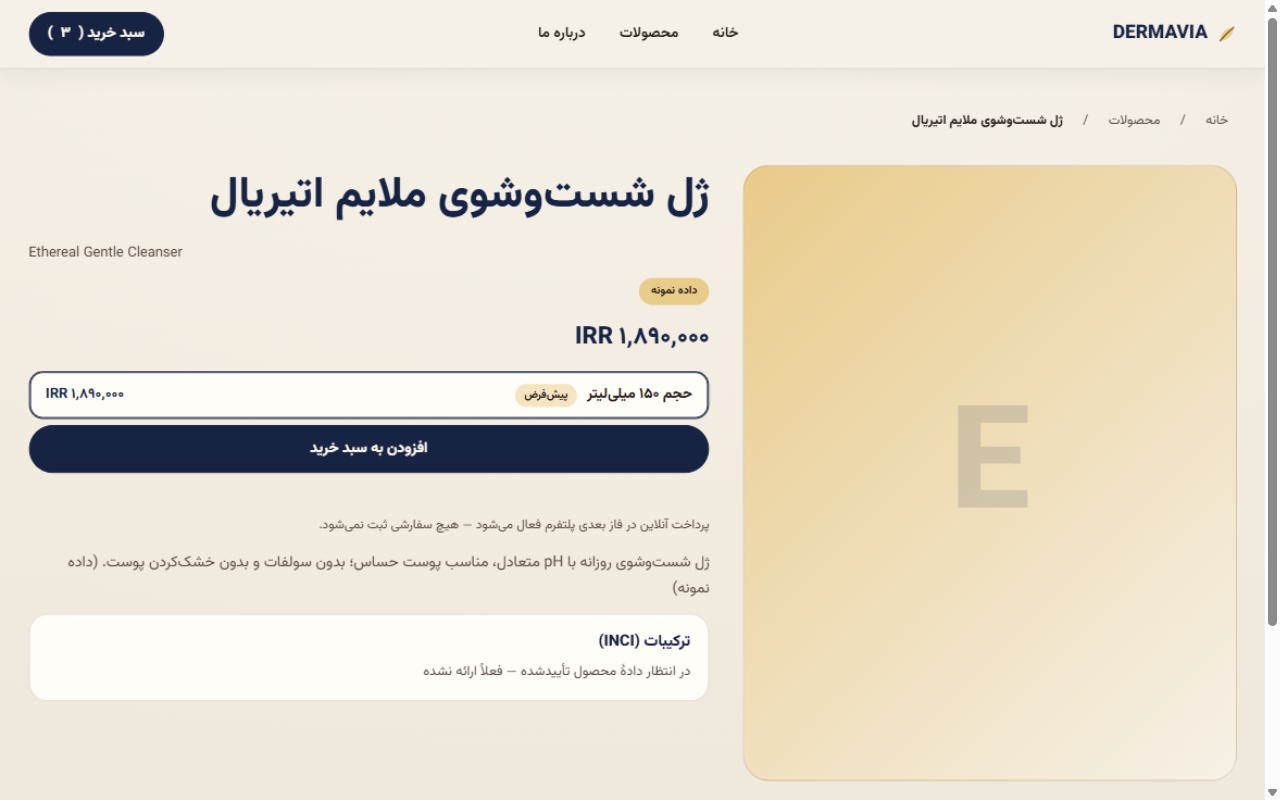 DERMAVIA
خانه
محصولات
درباره ما
سبد خرید ( ۳ )
خانه / محصولات / ژل شست‌وشوی ملایم اتیریال
E
ژل شست‌وشوی ملایم اتیریال
Ethereal Gentle Cleanser
داده نمونه
IRR ۱,۸۹۰,۰۰۰
حجم ۱۵۰ میلی‌لیتر پیش‌فرض IRR ۱,۸۹۰,۰۰۰
افزودن به سبد خرید
پرداخت آنلاین در فاز بعدی پلتفرم فعال می‌شود — هیچ سفارشی ثبت نمی‌شود.
ژل شست‌وشوی روزانه با pH متعادل، مناسب پوست حساس؛ بدون سولفات و بدون خشک‌کردن پوست. (داده
نمونه)
ترکیبات (INCI)
در انتظار دادهٔ محصول تأییدشده — فعلاً ارائه نشده